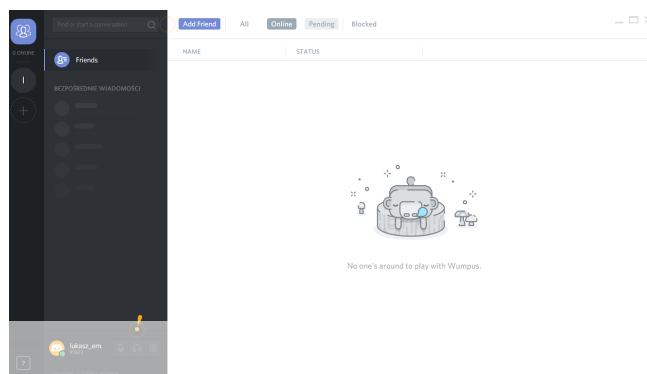 Find or start a conversation
Add Friend
All
Online
Pending
Blocked
0 ONLINE
Friends
NAME
STATUS
I
BEZPOŚREDNIE WIADOMOŚCI
No one's around to play with Wumpus.
lukasz_em
?